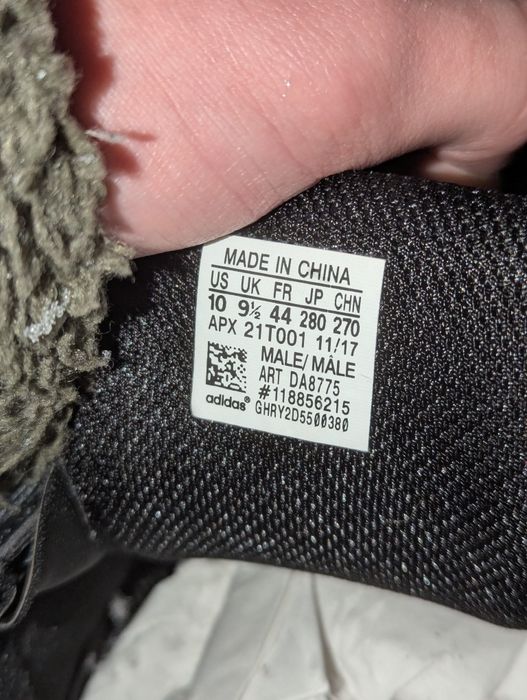 MADE IN CHINA
US UK FR JP CHN
10 9½ 44 280 270
APX 21T001 11/17
MALE/MÂLE
ART DA8775
#118856215
adidas® GHRY2D5500380